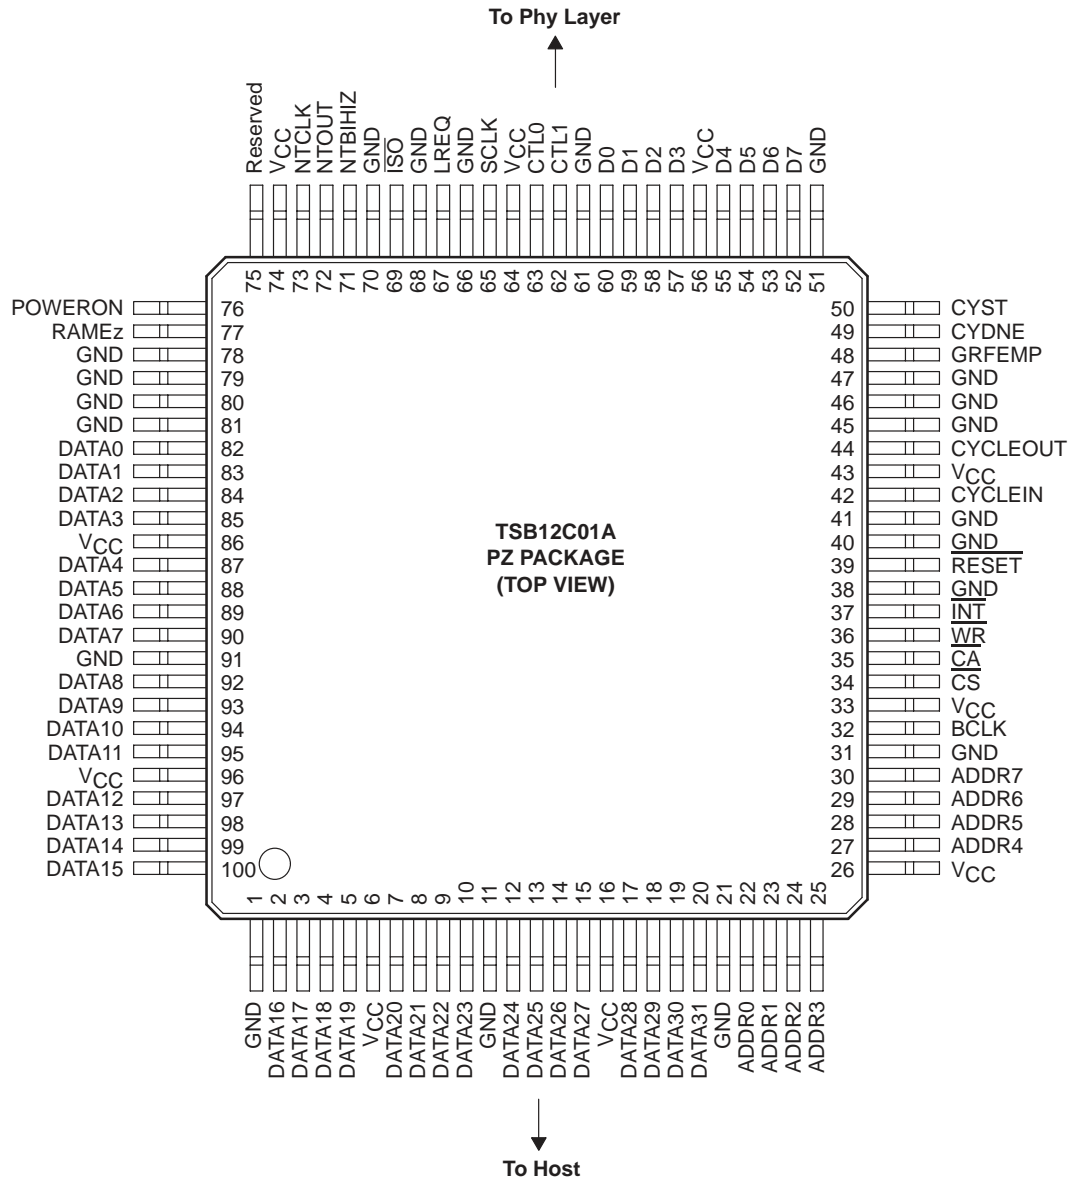 To Phy Layer
Reserved
VCC
NTCLK
NTOUT
NTBIHIZ
GND
ISO
GND
LREQ
GND
SCLK
VCC
CTL0
CTL1
GND
D0
D1
D2
D3
VCC
D4
D5
D6
D7
GND
75 74 73 72 71 70 69 68 67 66 65 64 63 62 61 60 59 58 57 56 55 54 53 52 51
POWERON 76
RAMEz 77
GND 78
GND 79
GND 80
GND 81
DATA0 82
DATA1 83
DATA2 84
DATA3 85
VCC 86
DATA4 87
DATA5 88
DATA6 89
DATA7 90
GND 91
DATA8 92
DATA9 93
DATA10 94
DATA11 95
VCC 96
DATA12 97
DATA13 98
DATA14 99
DATA15 100
TSB12C01A
PZ PACKAGE
(TOP VIEW)
50 CYST
49 CYDNE
48 GRFEMP
47 GND
46 GND
45 GND
44 CYCLEOUT
43 VCC
42 CYCLEIN
41 GND
40 GND
39 RESET
38 GND
37 INT
36 WR
35 CA
34 CS
33 VCC
32 BCLK
31 GND
30 ADDR7
29 ADDR6
28 ADDR5
27 ADDR4
26 VCC
1 2 3 4 5 6 7 8 9 10 11 12 13 14 15 16 17 18 19 20 21 22 23 24 25
GND
DATA16
DATA17
DATA18
DATA19
VCC
DATA20
DATA21
DATA22
DATA23
GND
DATA24
DATA25
DATA26
DATA27
VCC
DATA28
DATA29
DATA30
DATA31
GND
ADDR0
ADDR1
ADDR2
ADDR3
To Host